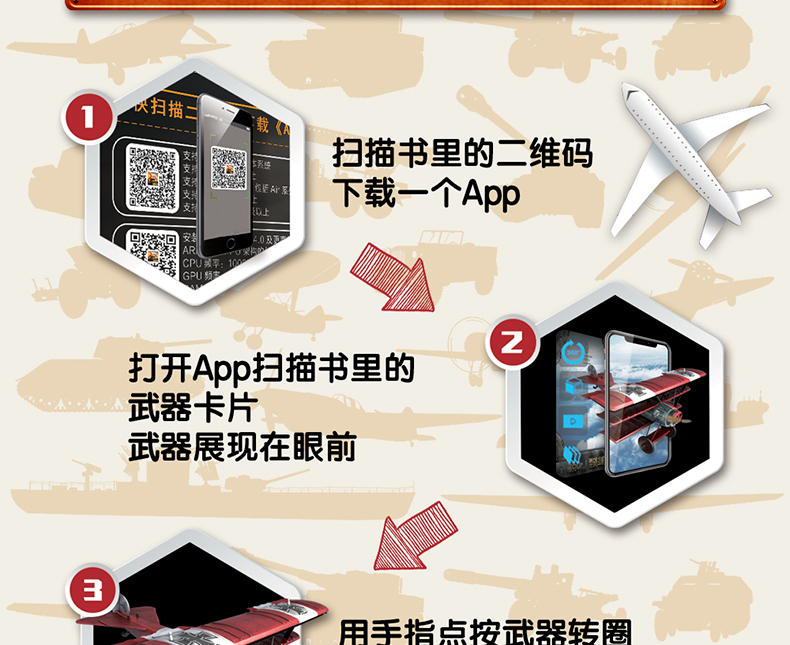 1
快扫描二
载《A
扫描书里的二维码
下载一个App
2
打开App扫描书里的
武器卡片
武器展现在眼前
3
用手指点按武器转圈